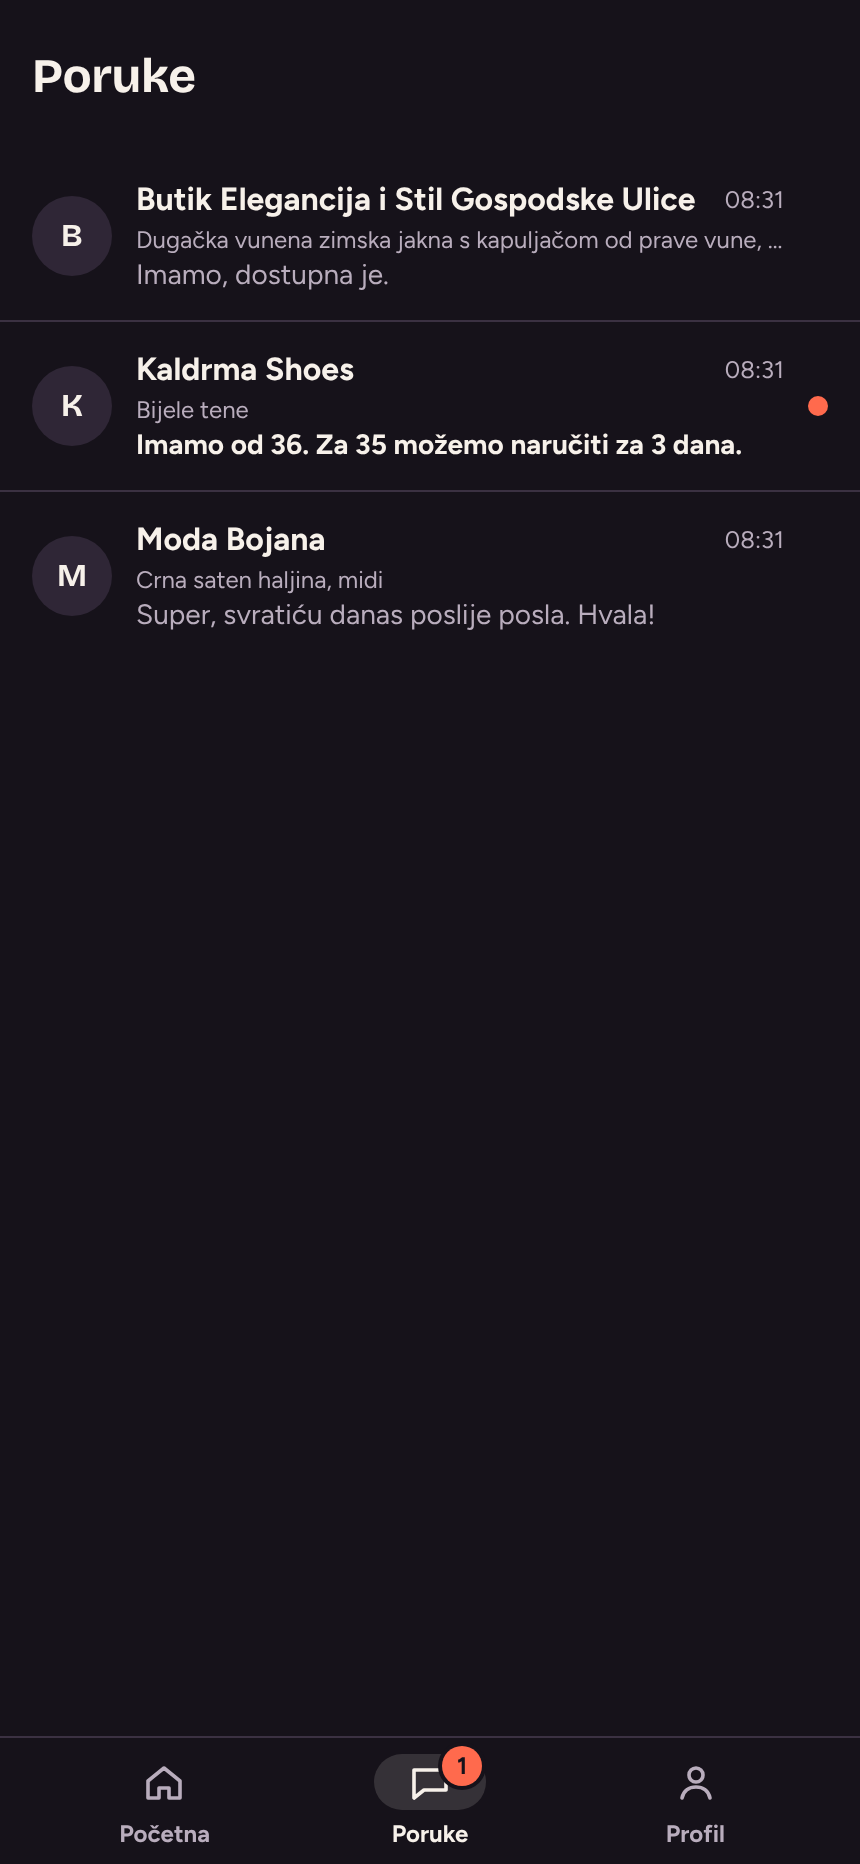 Poruke
B
Butik Elegancija i Stil Gospodske Ulice 08:31
Dugačka vunena zimska jakna s kapuljačom od prave vune, ...
Imamo, dostupna je.
K
Kaldrma Shoes 08:31
Bijele tene
Imamo od 36. Za 35 možemo naručiti za 3 dana.
M
Moda Bojana 08:31
Crna saten haljina, midi
Super, svratiću danas poslije posla. Hvala!
1
Početna Poruke Profil